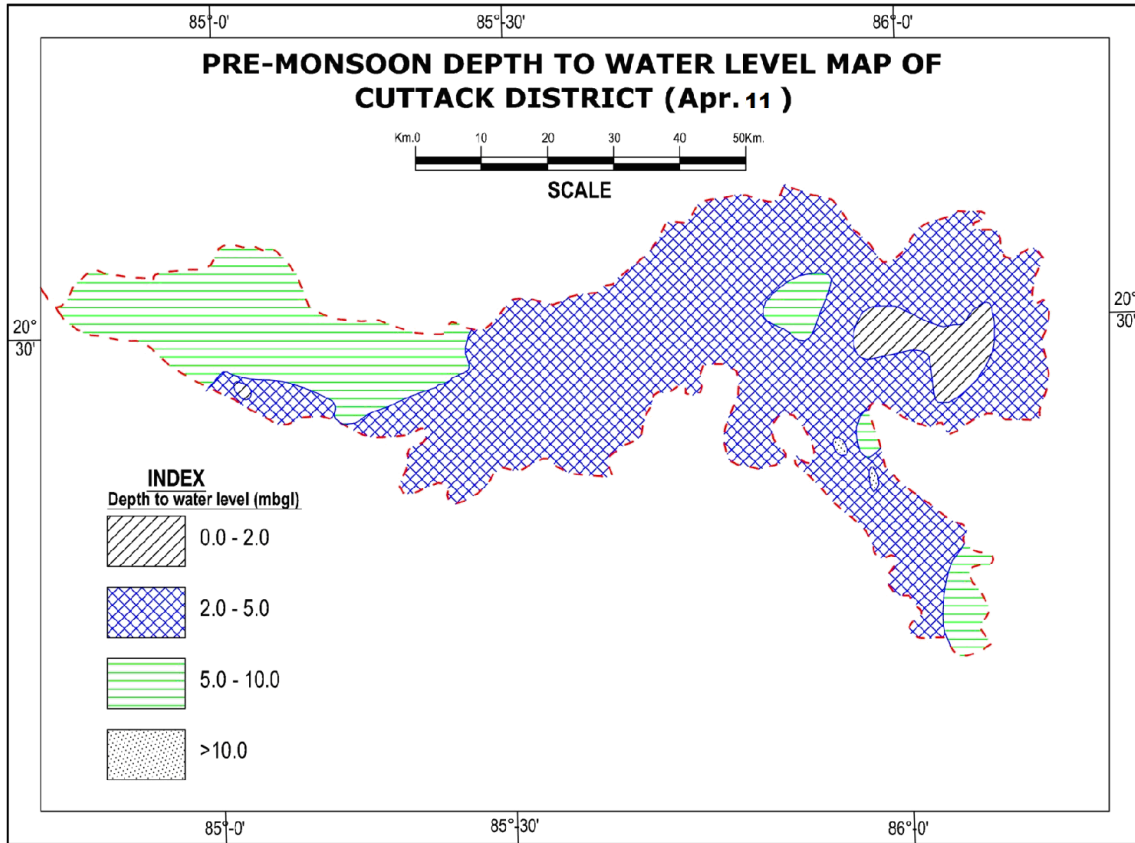 85°-0'
85°-30'
86°-0'
PRE-MONSOON DEPTH TO WATER LEVEL MAP OF
CUTTACK DISTRICT (Apr. 11 )
Km.0 10 20 30 40 50Km.
SCALE
20°
30'
20°
30'
INDEX
Depth to water level (mbgl)
0.0 - 2.0
2.0 - 5.0
5.0 - 10.0
>10.0
85°-0'
85°-30'
86°-0'